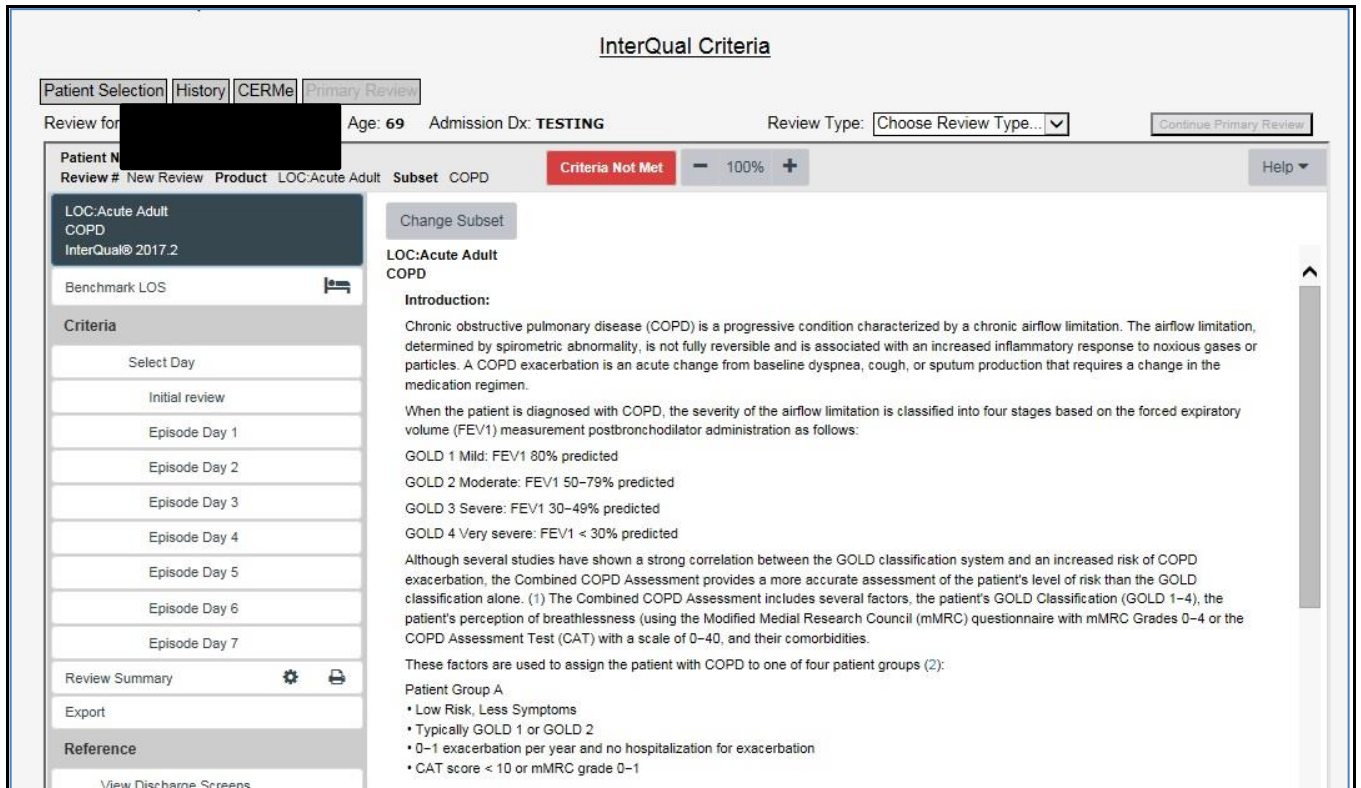 InterQual Criteria
Patient Selection History CERMe Primary Review
Review for Age: 69 Admission Dx: TESTING Review Type: Choose Review Type... Continue Primary Review
Patient N
Review # New Review Product LOC:Acute Adult Subset COPD Criteria Not Met − 100% + Help
LOC:Acute Adult
COPD
InterQual® 2017.2
Benchmark LOS
Criteria
Select Day
Initial review
Episode Day 1
Episode Day 2
Episode Day 3
Episode Day 4
Episode Day 5
Episode Day 6
Episode Day 7
Review Summary
Export
Reference
View Discharge Screens
Change Subset
LOC:Acute Adult
COPD
Introduction:
Chronic obstructive pulmonary disease (COPD) is a progressive condition characterized by a chronic airflow limitation. The airflow limitation,
determined by spirometric abnormality, is not fully reversible and is associated with an increased inflammatory response to noxious gases or
particles. A COPD exacerbation is an acute change from baseline dyspnea, cough, or sputum production that requires a change in the
medication regimen.
When the patient is diagnosed with COPD, the severity of the airflow limitation is classified into four stages based on the forced expiratory
volume (FEV1) measurement postbronchodilator administration as follows:
GOLD 1 Mild: FEV1 80% predicted
GOLD 2 Moderate: FEV1 50–79% predicted
GOLD 3 Severe: FEV1 30–49% predicted
GOLD 4 Very severe: FEV1 < 30% predicted
Although several studies have shown a strong correlation between the GOLD classification system and an increased risk of COPD
exacerbation, the Combined COPD Assessment provides a more accurate assessment of the patient's level of risk than the GOLD
classification alone. (1) The Combined COPD Assessment includes several factors, the patient's GOLD Classification (GOLD 1–4), the
patient's perception of breathlessness (using the Modified Medial Research Council (mMRC) questionnaire with mMRC Grades 0–4 or the
COPD Assessment Test (CAT) with a scale of 0–40, and their comorbidities.
These factors are used to assign the patient with COPD to one of four patient groups (2):
Patient Group A
• Low Risk, Less Symptoms
• Typically GOLD 1 or GOLD 2
• 0–1 exacerbation per year and no hospitalization for exacerbation
• CAT score < 10 or mMRC grade 0–1